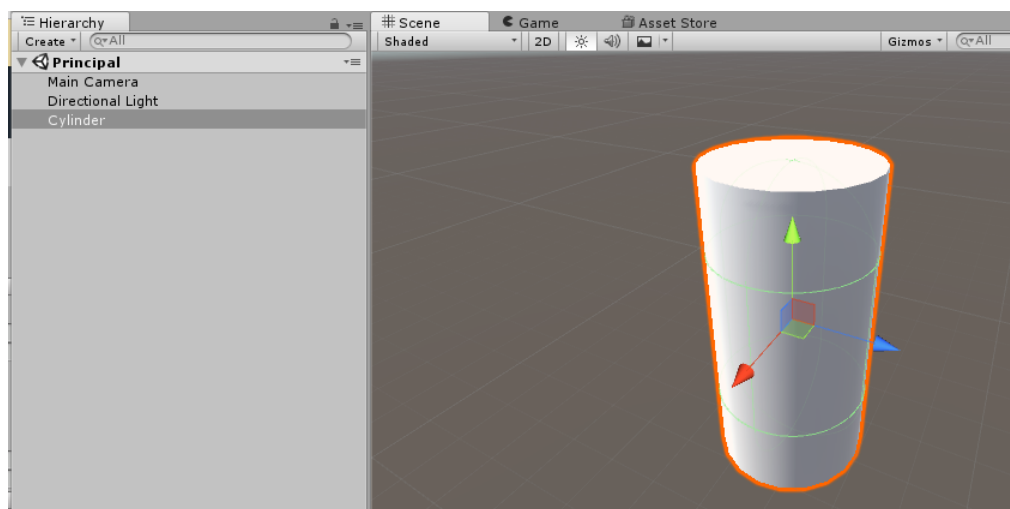 Hierarchy
Create All
Principal
Main Camera
Directional Light
Cylinder
Scene Game Asset Store
Shaded 2D Gizmos All